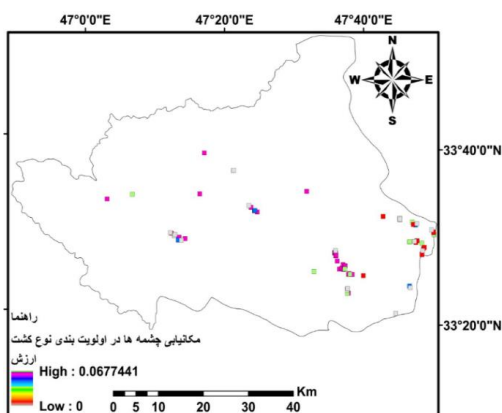 47°0'0"E 47°20'0"E 47°40'0"E
N
W E
S
33°40'0"N
33°20'0"N
راهنما
مکانیابی چشمه ها در اولویت بندی نوع کشت
ارزش
High : 0.0677441
Low : 0
Km
0 5 10 20 30 40